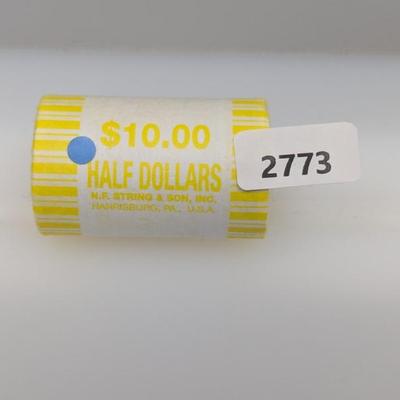 $10.00
HALF DOLLARS
N.F. STRING & SON, INC.
HARRISBURG, PA., U.S.A.
2773